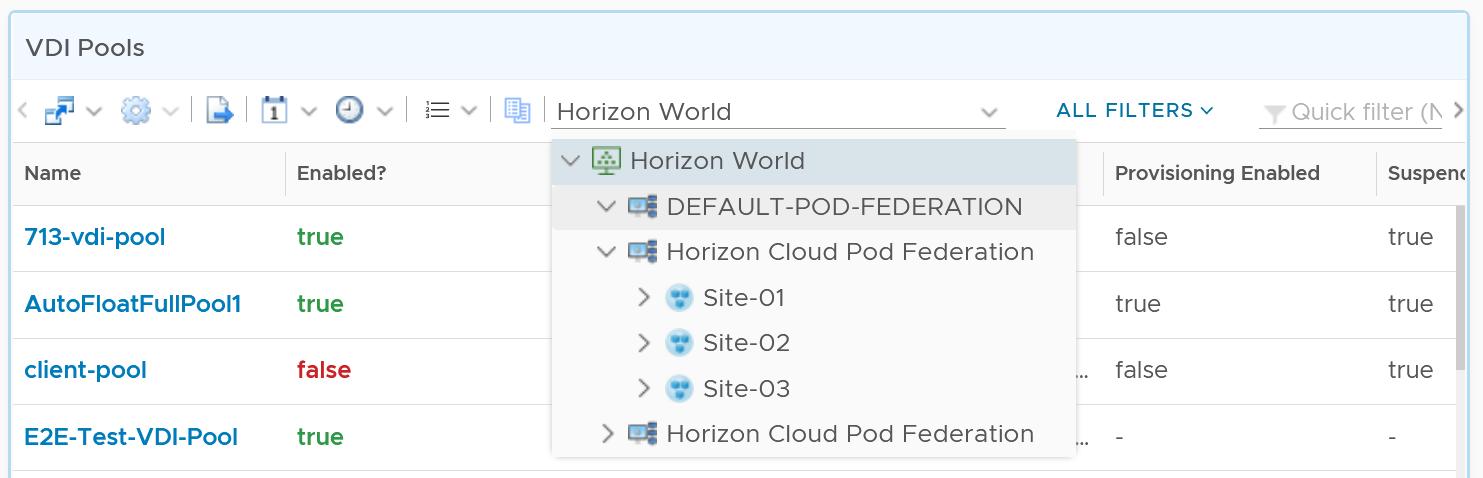 VDI Pools
1 Horizon World ALL FILTERS Quick filter (N
Name Enabled? Provisioning Enabled Suspend
Horizon World
DEFAULT-POD-FEDERATION
713-vdi-pool true false true
Horizon Cloud Pod Federation
Site-01
AutoFloatFullPool1 true true true
Site-02
client-pool false ... false true
Site-03
E2E-Test-VDI-Pool true ... - -
Horizon Cloud Pod Federation